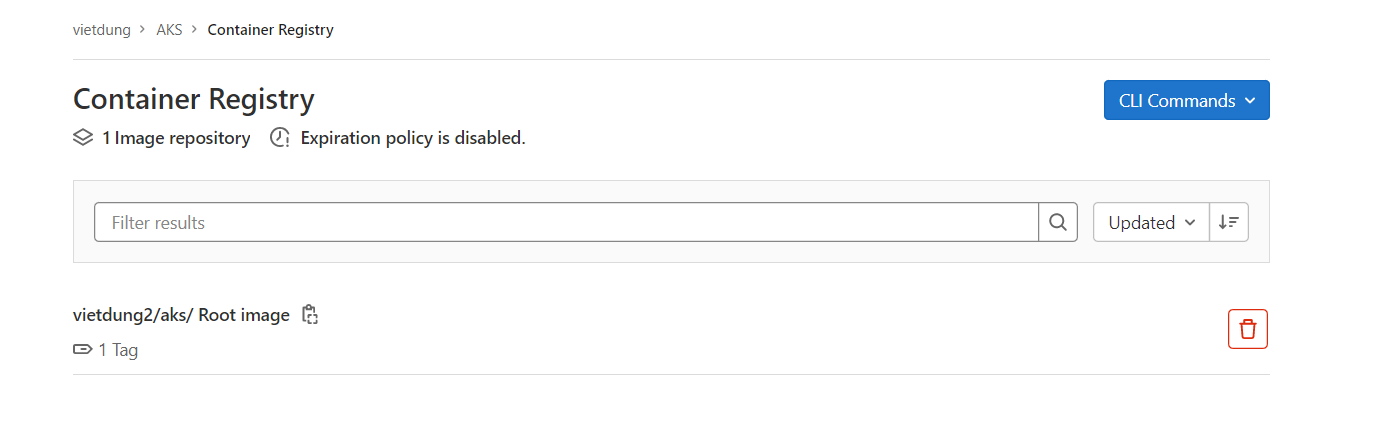 vietdung > AKS > Container Registry
Container Registry
CLI Commands
1 Image repository Expiration policy is disabled.
Filter results
Updated
vietdung2/aks/ Root image
1 Tag